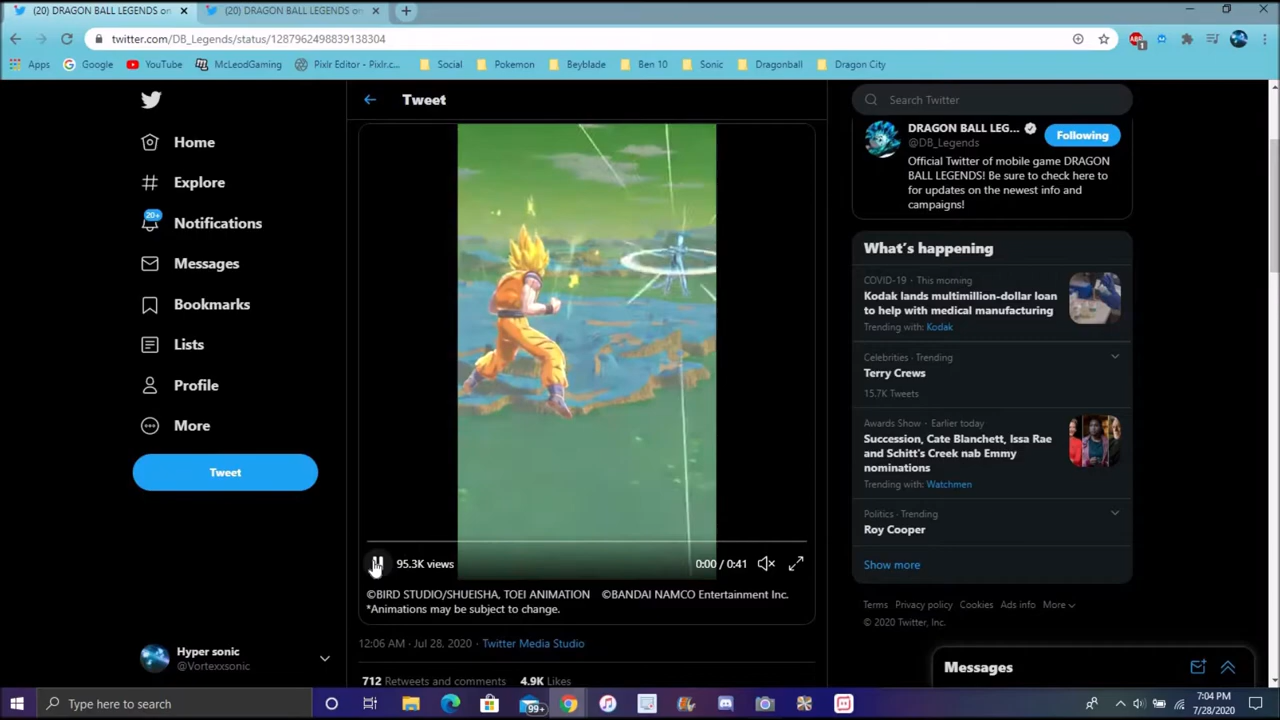 (20) DRAGON BALL LEGENDS on
(20) DRAGON BALL LEGENDS on
twitter.com/DB_Legends/status/1287962498839138304
ABP
1
Apps
Google
YouTube
McLeodGaming
Pixlr Editor - Pixlr.c...
Social
Pokemon
Beyblade
Ben 10
Sonic
Dragonball
Dragon City
Home
Explore
20+
Notifications
Messages
Bookmarks
Lists
Profile
More
Tweet
Hyper sonic
@Vortexxsonic
Tweet
95.3K views
0:00 / 0:41
©BIRD STUDIO/SHUEISHA, TOEI ANIMATION ©BANDAI NAMCO Entertainment Inc.
*Animations may be subject to change.
12:06 AM · Jul 28, 2020 · Twitter Media Studio
712 Retweets and comments 4.9K Likes
Search Twitter
DRAGON BALL LEG...
@DB_Legends
Following
Official Twitter of mobile game DRAGON
BALL LEGENDS! Be sure to check here to
for updates on the newest info and
campaigns!
What's happening
COVID-19 · This morning
Kodak lands multimillion-dollar loan
to help with medical manufacturing
Trending with: Kodak
Celebrities · Trending
Terry Crews
15.7K Tweets
Awards Show · Earlier today
Succession, Cate Blanchett, Issa Rae
and Schitt's Creek nab Emmy
nominations
Trending with: Watchmen
Politics · Trending
Roy Cooper
Show more
Terms Privacy policy Cookies Ads info More
© 2020 Twitter, Inc.
Messages
Type here to search
99+
7:04 PM
7/28/2020